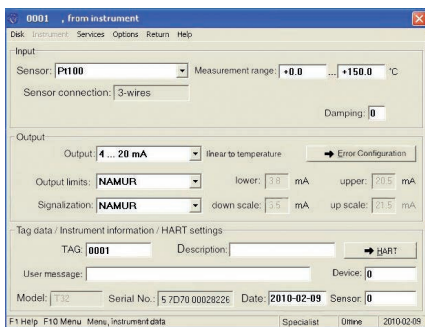 0001 , from instrument
Disk Instrument Services Options Return Help
Input
Sensor: Pt100 Measurement range: +0.0 ... +150.0 °C
Sensor connection: 3-wires
Damping: 0
Output
Output: 4 ... 20 mA linear to temperature → Error Configuration
Output limits: NAMUR lower: 3.8 mA upper: 20.5 mA
Signalization: NAMUR down scale: mA up scale: 21.5 mA
Tag data / Instrument information / HART settings
TAG: 0001 Description: → HART
User message: Device: 0
Model: T32 Serial No.: 5 7D70 00028226 Date: 2010-02-09 Sensor: 0
F1 Help F10 Menu Menu, instrument data Specialist Offline 2010-02-09